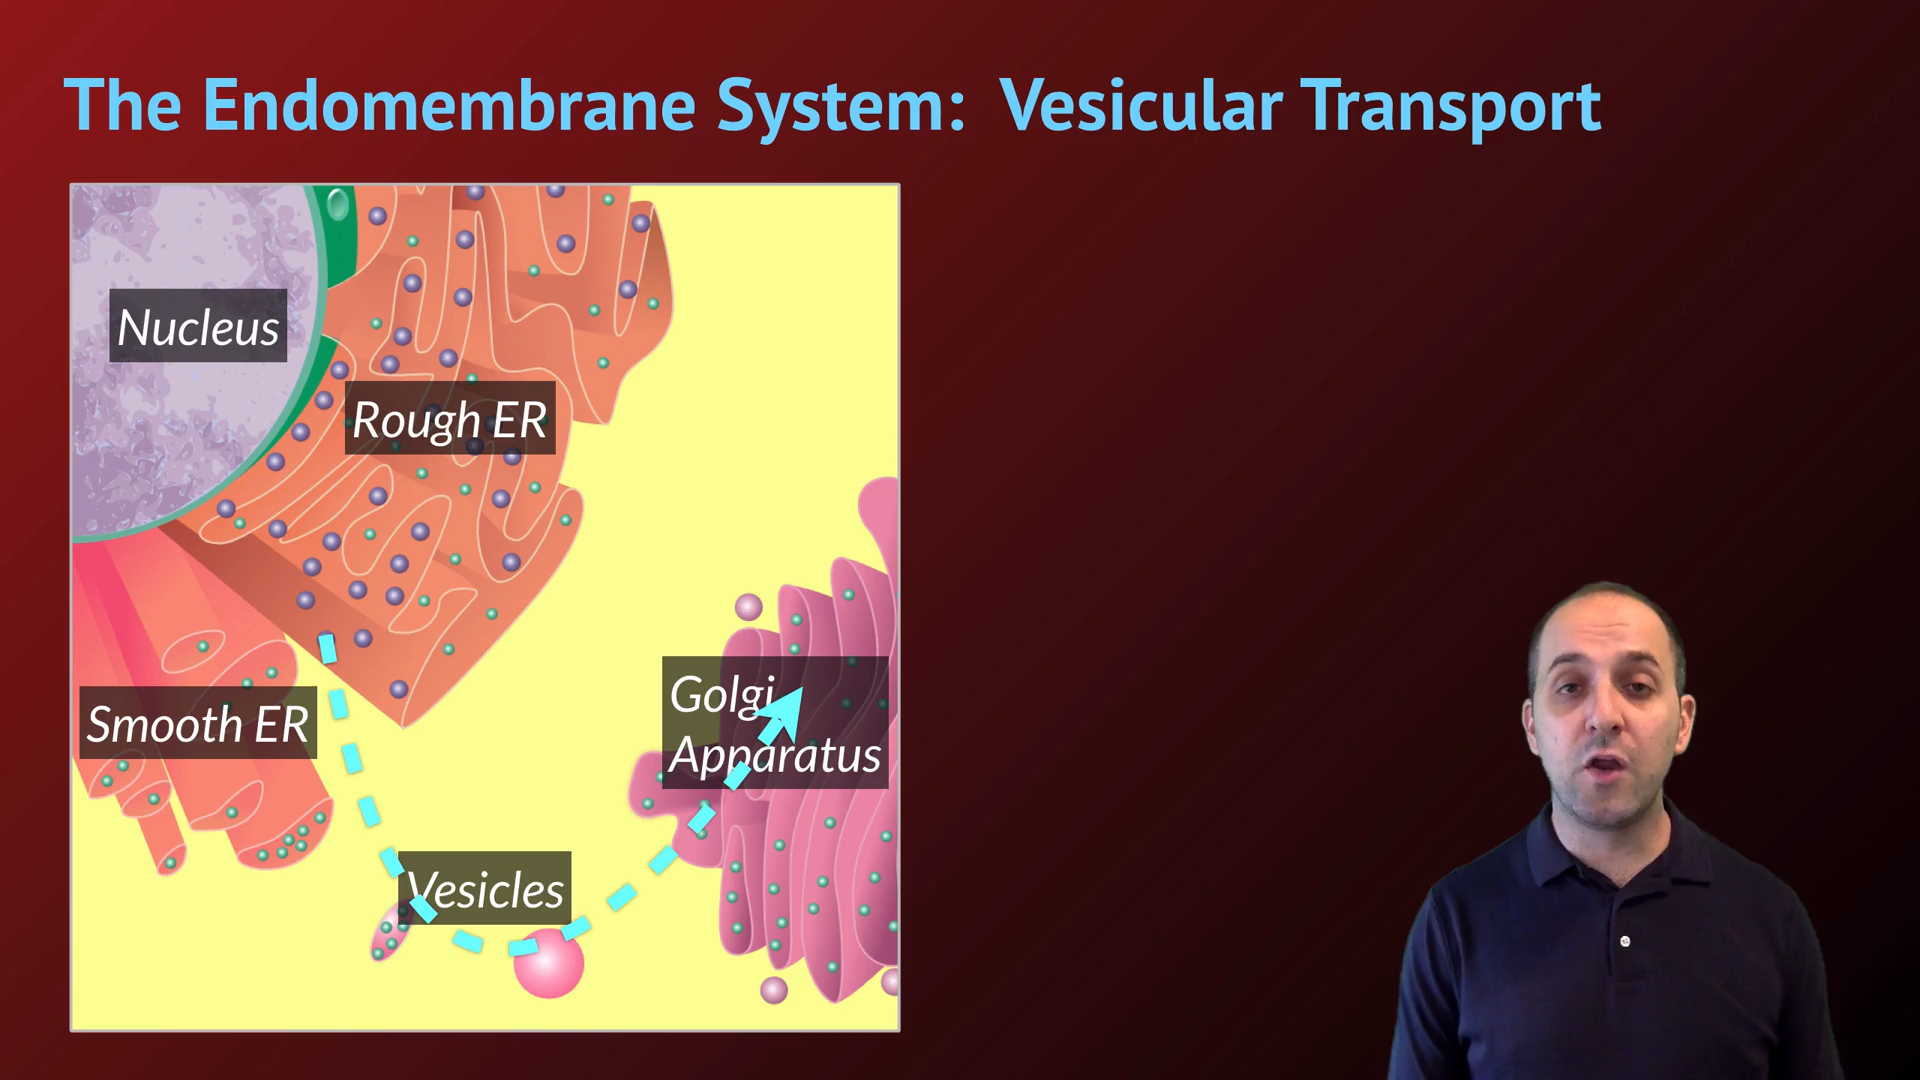 The Endomembrane System: Vesicular Transport
Nucleus
Rough ER
Smooth ER
Golgi
Apparatus
Vesicles